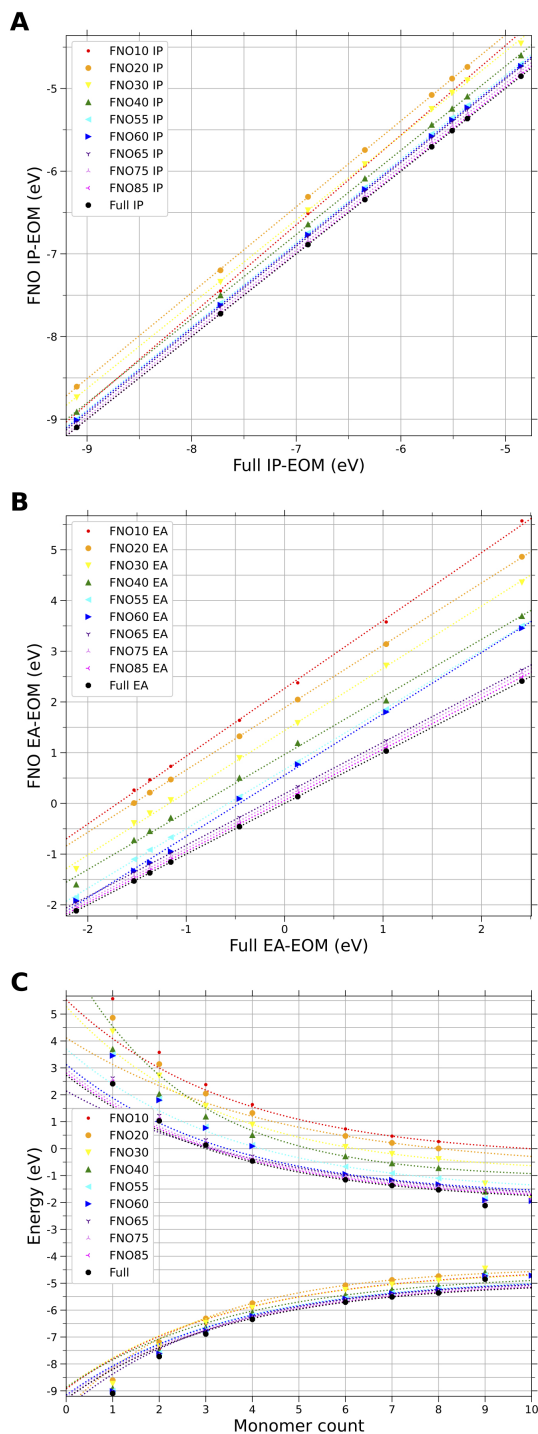 A
FNO10 IP
FNO20 IP
FNO30 IP
FNO40 IP
FNO55 IP
FNO60 IP
FNO65 IP
FNO75 IP
FNO85 IP
Full IP
-5
-6
-7
-8
-9
FNO IP-EOM (eV)
-9 -8 -7 -6 -5
Full IP-EOM (eV)
B
FNO10 EA
FNO20 EA
FNO30 EA
FNO40 EA
FNO55 EA
FNO60 EA
FNO65 EA
FNO75 EA
FNO85 EA
Full EA
5
4
3
2
1
0
-1
-2
FNO EA-EOM (eV)
-2 -1 0 1 2
Full EA-EOM (eV)
C
5
4
3
2
1
0
-1
-2
-3
-4
-5
-6
-7
-8
-9
Energy (eV)
FNO10
FNO20
FNO30
FNO40
FNO55
FNO60
FNO65
FNO75
FNO85
Full
0 1 2 3 4 5 6 7 8 9 10
Monomer count